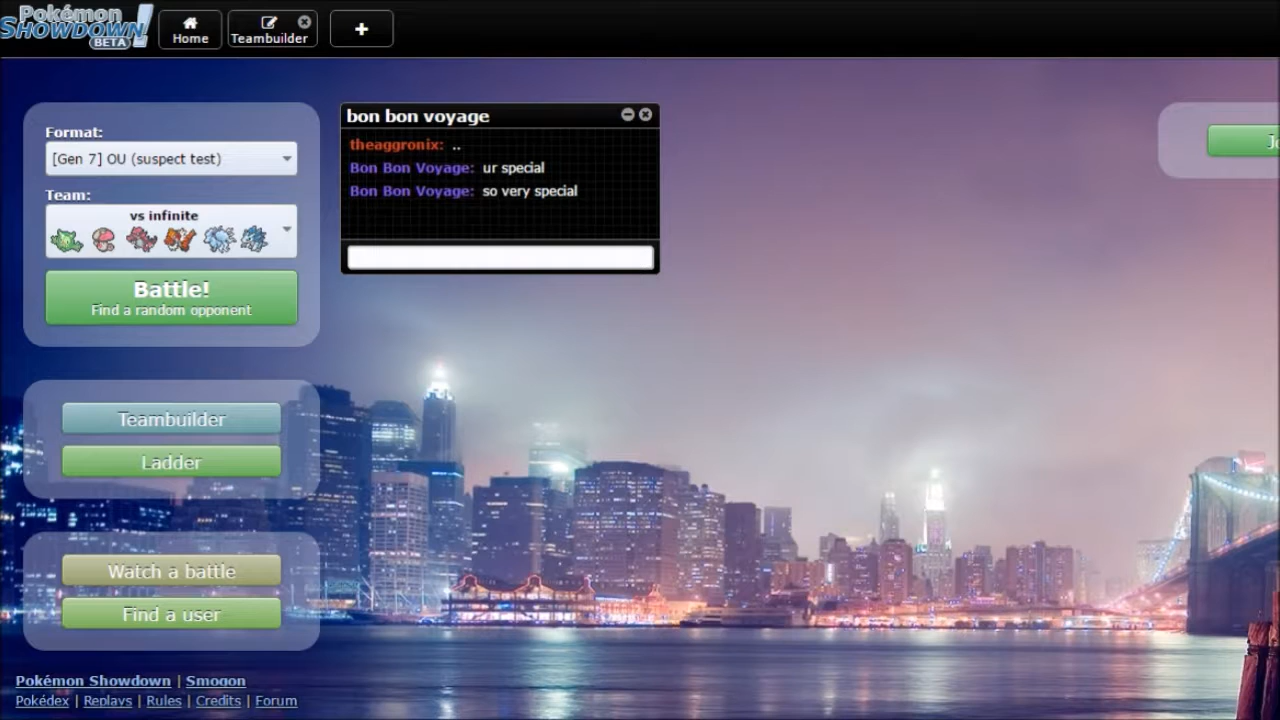 Pokémon
SHOWDOWN!
BETA
Home
Teambuilder
Format:
[Gen 7] OU (suspect test)
Team:
vs infinite
Battle!
Find a random opponent
Teambuilder
Ladder
Watch a battle
Find a user
Pokémon Showdown | Smogon
Pokédex | Replays | Rules | Credits | Forum
bon bon voyage
theaggronix: ..
Bon Bon Voyage: ur special
Bon Bon Voyage: so very special